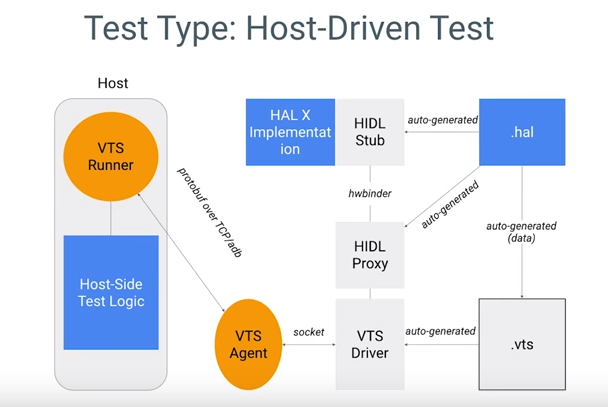 Test Type: Host-Driven Test
Host
VTS
Runner
Host-Side
Test Logic
protobuf over TCP/adb
VTS
Agent
socket
HAL X
Implementat
ion
HIDL
Stub
auto-generated
.hal
hwbinder
auto-generated
HIDL
Proxy
auto-generated
(data)
VTS
Driver
auto-generated
.vts